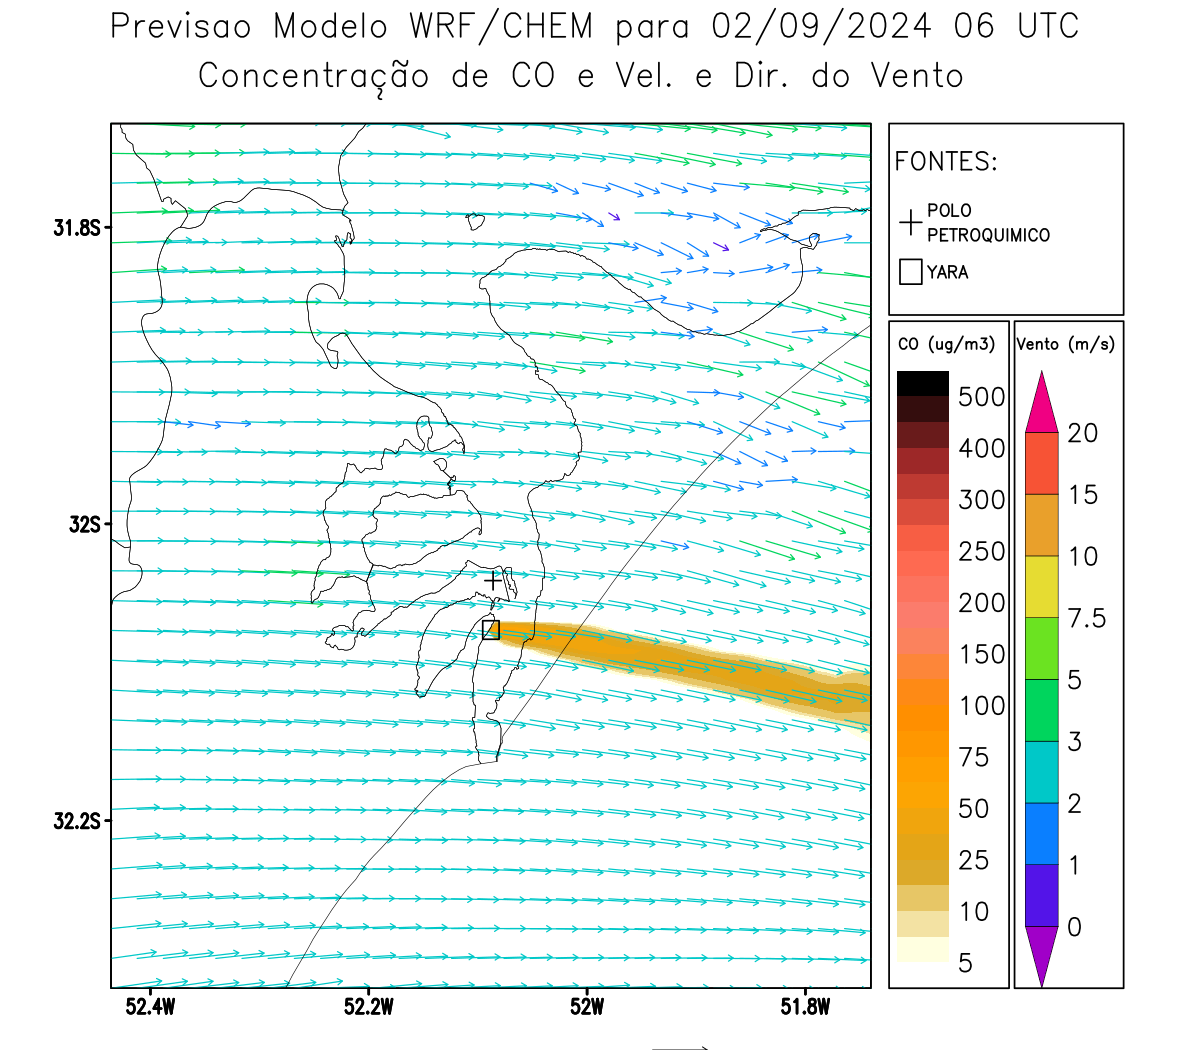 Previsao Modelo WRF/CHEM para 02/09/2024 06 UTC
Concentração de CO e Vel. e Dir. do Vento
FONTES:
POLO
PETROQUIMICO
YARA
CO (ug/m3)
500
400
300
250
200
150
100
75
50
25
10
5
Vento (m/s)
20
15
10
7.5
5
3
2
1
0
31.8S
32S
32.2S
52.4W
52.2W
52W
51.8W